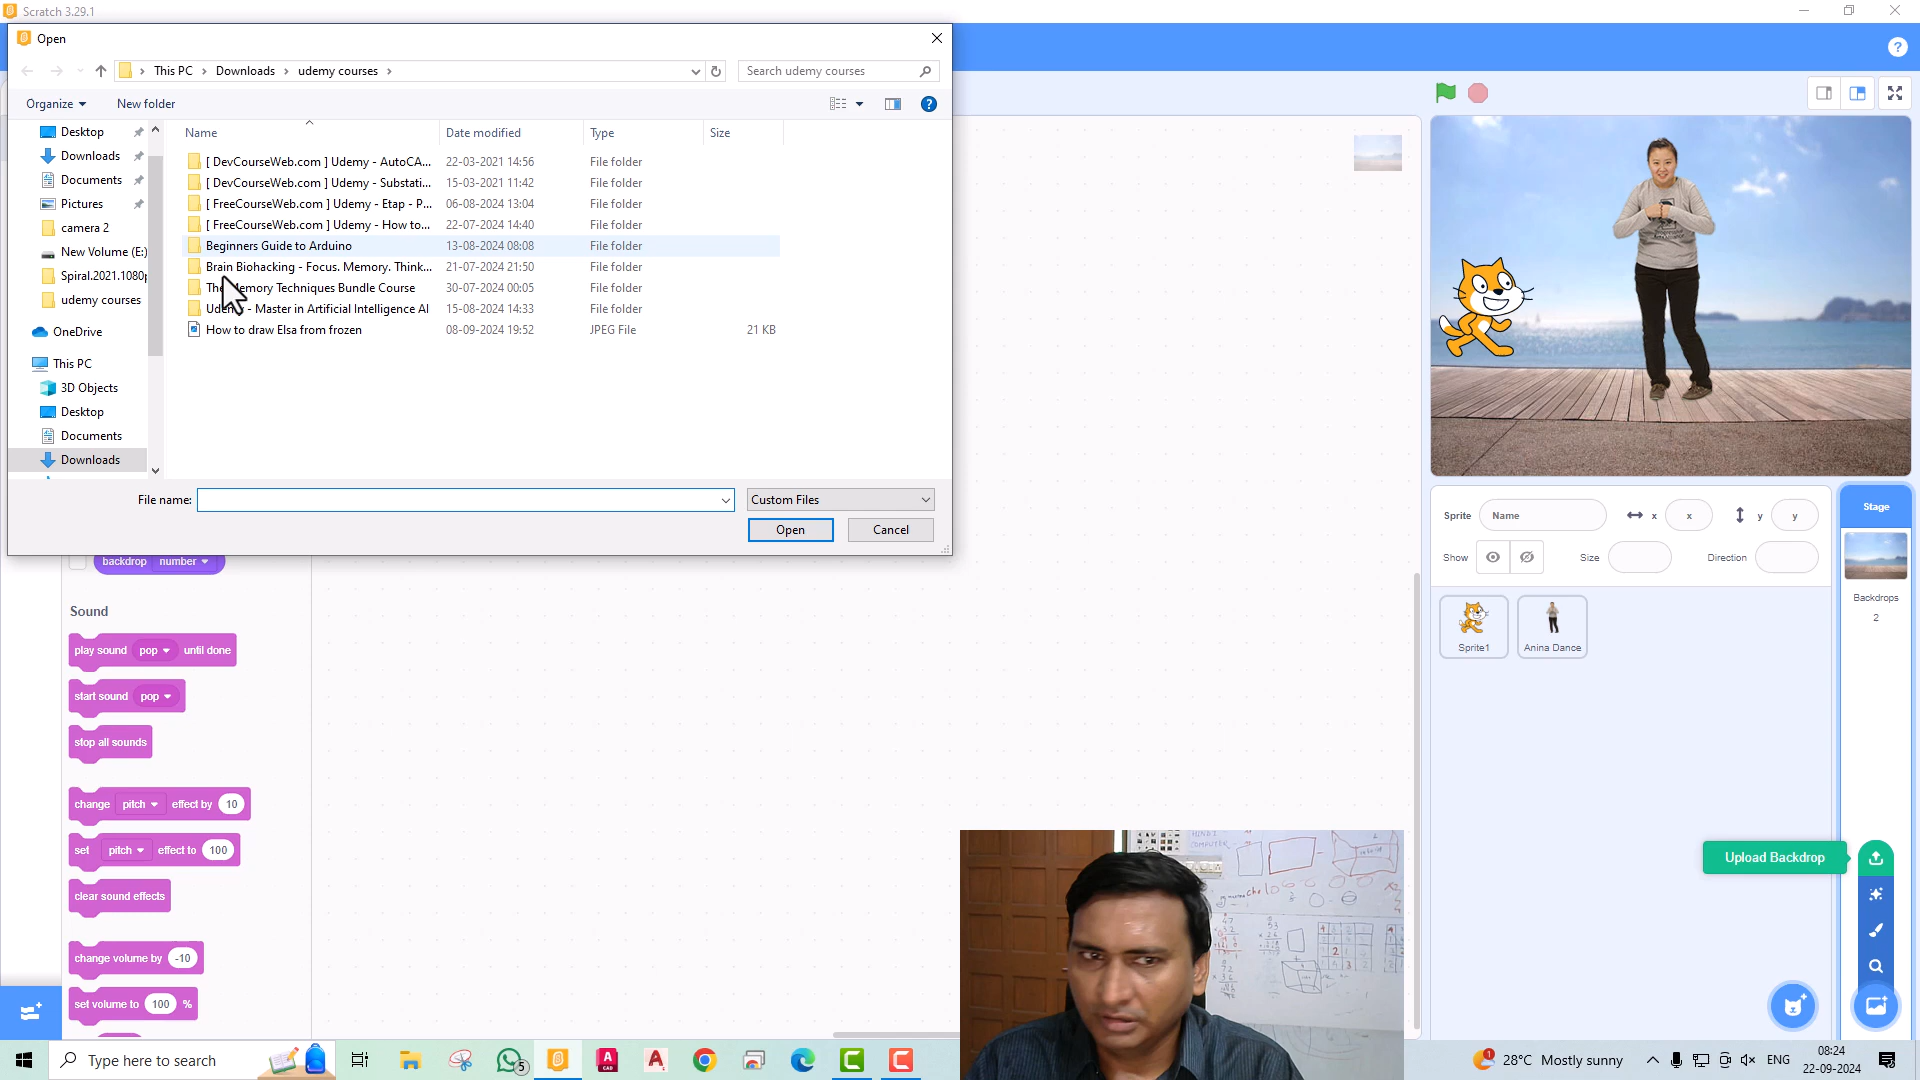 Scratch 3.29.1
Open
This PC > Downloads > udemy courses >
Search udemy courses
Organize
New folder
Name Date modified Type Size
Desktop
Downloads
Documents
Pictures
camera 2
New Volume (E:)
Spiral.2021.1080p
udemy courses
OneDrive
This PC
3D Objects
Desktop
Documents
Downloads
[ DevCourseWeb.com ] Udemy - AutoCA... 22-03-2021 14:56 File folder
[ DevCourseWeb.com ] Udemy - Substati... 15-03-2021 11:42 File folder
[ FreeCourseWeb.com ] Udemy - Etap - P... 06-08-2024 13:04 File folder
[ FreeCourseWeb.com ] Udemy - How to... 22-07-2024 14:40 File folder
Beginners Guide to Arduino 13-08-2024 08:08 File folder
Brain Biohacking - Focus. Memory. Think... 21-07-2024 21:50 File folder
The Memory Techniques Bundle Course 30-07-2024 00:05 File folder
Udemy - Master in Artificial Intelligence AI 15-08-2024 14:33 File folder
How to draw Elsa from frozen 08-09-2024 19:52 JPEG File 21 KB
File name:
Custom Files
Open
Cancel
backdrop number
Sound
play sound pop until done
start sound pop
stop all sounds
change pitch effect by 10
set pitch effect to 100
clear sound effects
change volume by -10
set volume to 100 %
Sprite Name x x y y
Show Size Direction
Sprite1
Anina Dance
Stage
Backdrops
2
Upload Backdrop
COMPUTER
Type here to search
5
1
28°C Mostly sunny
ENG
08:24
22-09-2024